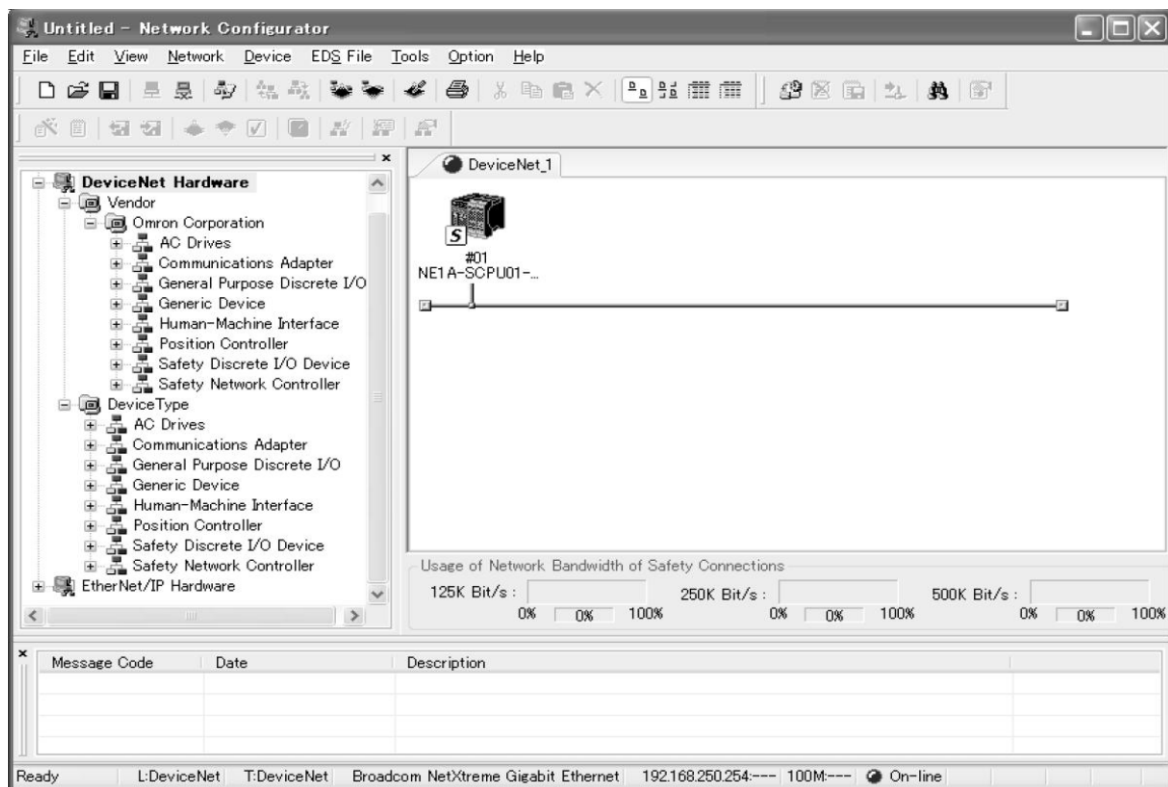 Untitled - Network Configurator
File Edit View Network Device EDS File Tools Option Help
DeviceNet Hardware
Vendor
Omron Corporation
AC Drives
Communications Adapter
General Purpose Discrete I/O
Generic Device
Human-Machine Interface
Position Controller
Safety Discrete I/O Device
Safety Network Controller
DeviceType
AC Drives
Communications Adapter
General Purpose Discrete I/O
Generic Device
Human-Machine Interface
Position Controller
Safety Discrete I/O Device
Safety Network Controller
EtherNet/IP Hardware
DeviceNet_1
S
#01
NE1A-SCPU01-...
Usage of Network Bandwidth of Safety Connections
125K Bit/s : 250K Bit/s : 500K Bit/s :
0% 0% 100% 0% 0% 100% 0% 0% 100%
Message Code Date Description
Ready L:DeviceNet T:DeviceNet Broadcom NetXtreme Gigabit Ethernet 192.168.250.254:--- 100M:--- On-line